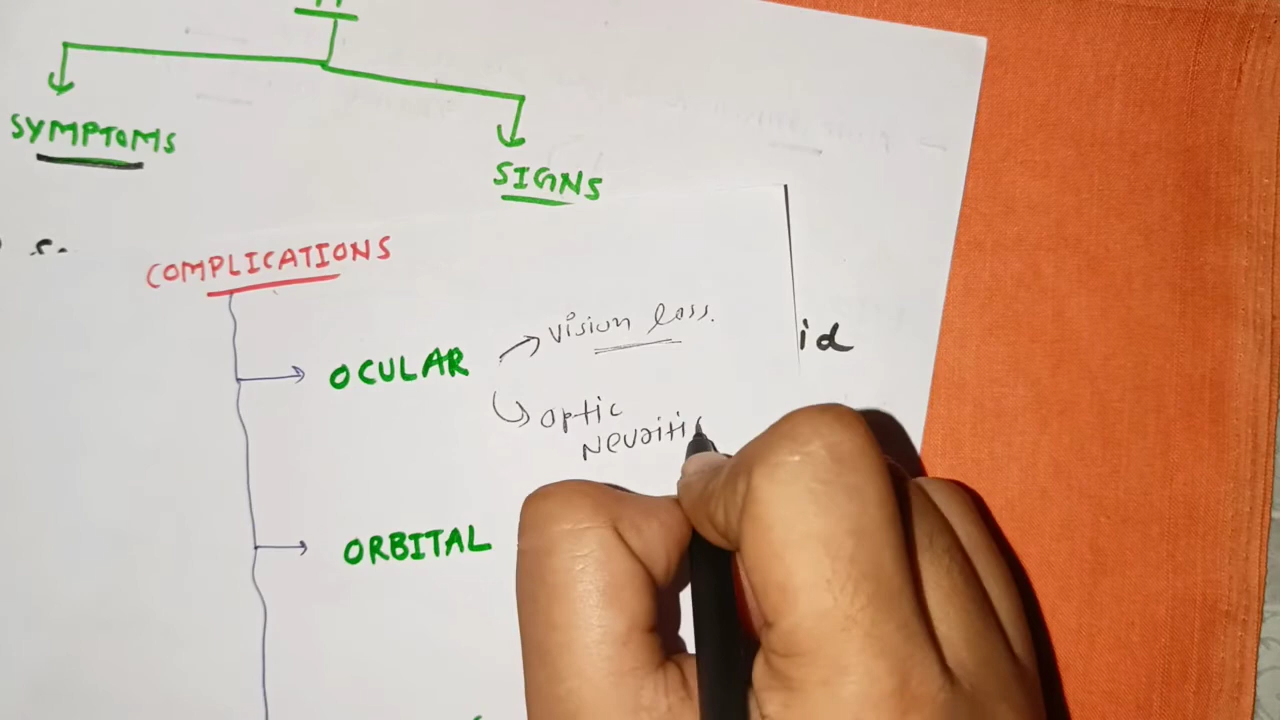 SYMPTOMS
SIGNS
COMPLICATIONS
OCULAR
vision loss.
id
optic
Neuriti
ORBITAL